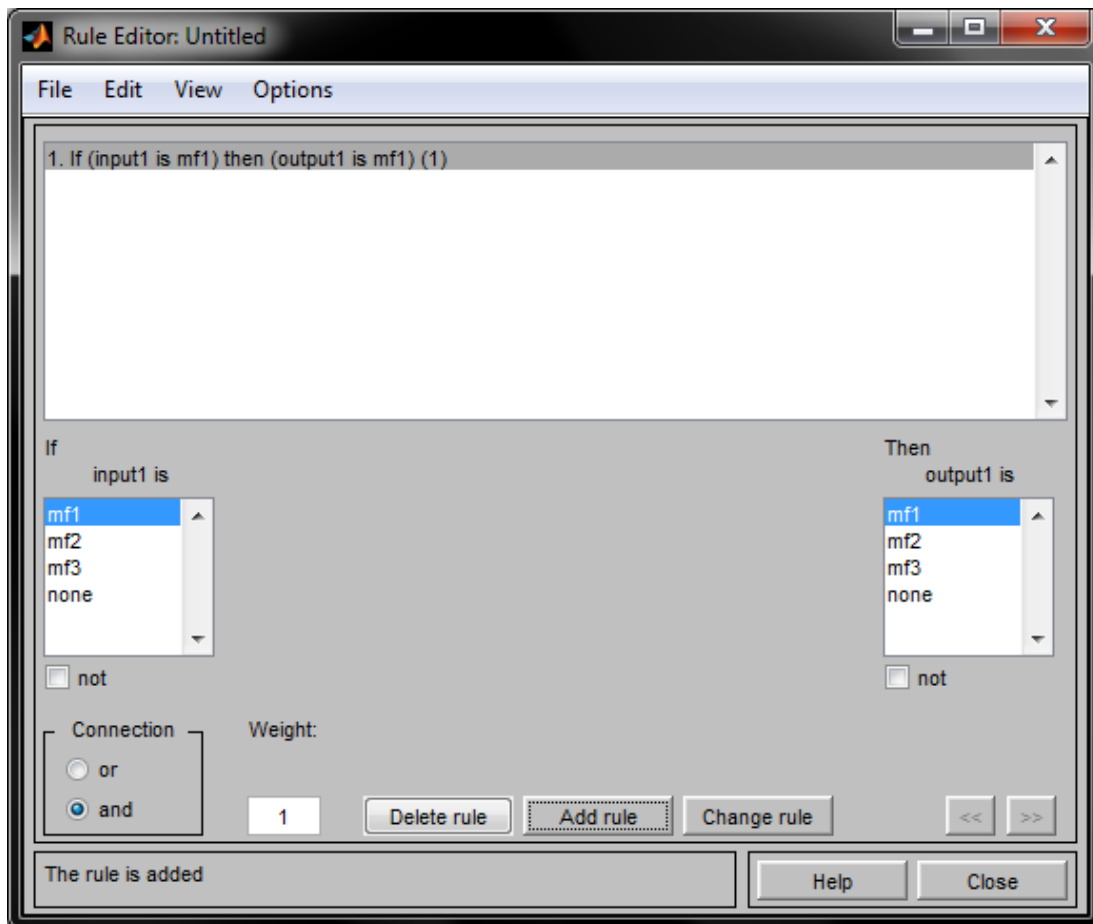 Rule Editor: Untitled
File Edit View Options
1. If (input1 is mf1) then (output1 is mf1) (1)
If
input1 is
mf1
mf2
mf3
none
not
Then
output1 is
mf1
mf2
mf3
none
not
Connection
or
and
Weight:
1
Delete rule Add rule Change rule << >>
The rule is added
Help Close